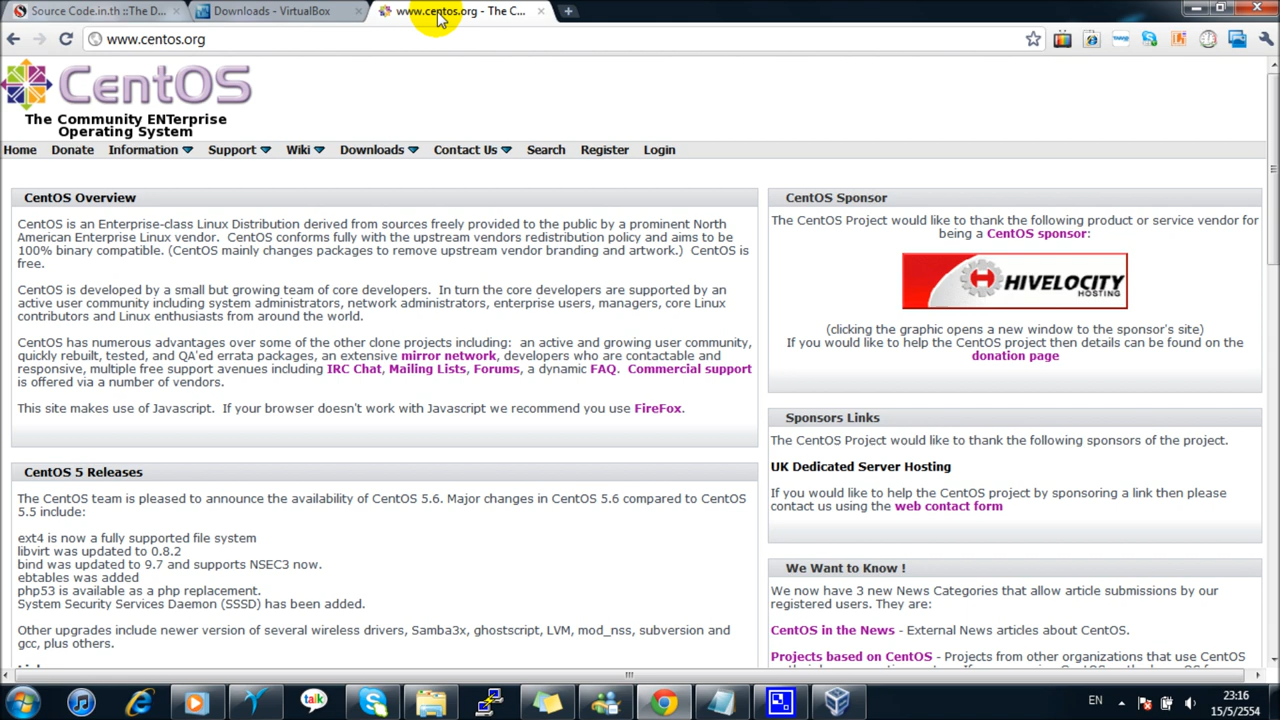 Source Code.in.th ::The D...
Downloads - VirtualBox
www.centos.org - The C...
www.centos.org
CentOS
The Community ENTerprise
Operating System
Home Donate Information Support Wiki Downloads Contact Us Search Register Login
CentOS Overview
CentOS is an Enterprise-class Linux Distribution derived from sources freely provided to the public by a prominent North
American Enterprise Linux vendor. CentOS conforms fully with the upstream vendors redistribution policy and aims to be
100% binary compatible. (CentOS mainly changes packages to remove upstream vendor branding and artwork.) CentOS is
free.
CentOS is developed by a small but growing team of core developers. In turn the core developers are supported by an
active user community including system administrators, network administrators, enterprise users, managers, core Linux
contributors and Linux enthusiasts from around the world.
CentOS has numerous advantages over some of the other clone projects including: an active and growing user community,
quickly rebuilt, tested, and QA'ed errata packages, an extensive mirror network, developers who are contactable and
responsive, multiple free support avenues including IRC Chat, Mailing Lists, Forums, a dynamic FAQ. Commercial support
is offered via a number of vendors.
This site makes use of Javascript. If your browser doesn't work with Javascript we recommend you use FireFox.
CentOS 5 Releases
The CentOS team is pleased to announce the availability of CentOS 5.6. Major changes in CentOS 5.6 compared to CentOS
5.5 include:
ext4 is now a fully supported file system
libvirt was updated to 0.8.2
bind was updated to 9.7 and supports NSEC3 now.
ebtables was added
php53 is available as a php replacement.
System Security Services Daemon (SSSD) has been added.
Other upgrades include newer version of several wireless drivers, Samba3x, ghostscript, LVM, mod_nss, subversion and
gcc, plus others.
CentOS Sponsor
The CentOS Project would like to thank the following product or service vendor for
being a CentOS sponsor:
HIVELOCITY
HOSTING
(clicking the graphic opens a new window to the sponsor's site)
If you would like to help the CentOS project then details can be found on the
donation page
Sponsors Links
The CentOS Project would like to thank the following sponsors of the project.
UK Dedicated Server Hosting
If you would like to help the CentOS project by sponsoring a link then please
contact us using the web contact form
We Want to Know !
We now have 3 new News Categories that allow article submissions by our
registered users. They are:
CentOS in the News - External News articles about CentOS.
Projects based on CentOS - Projects from other organizations that use CentOS
talk
EN
23:16
15/5/2554